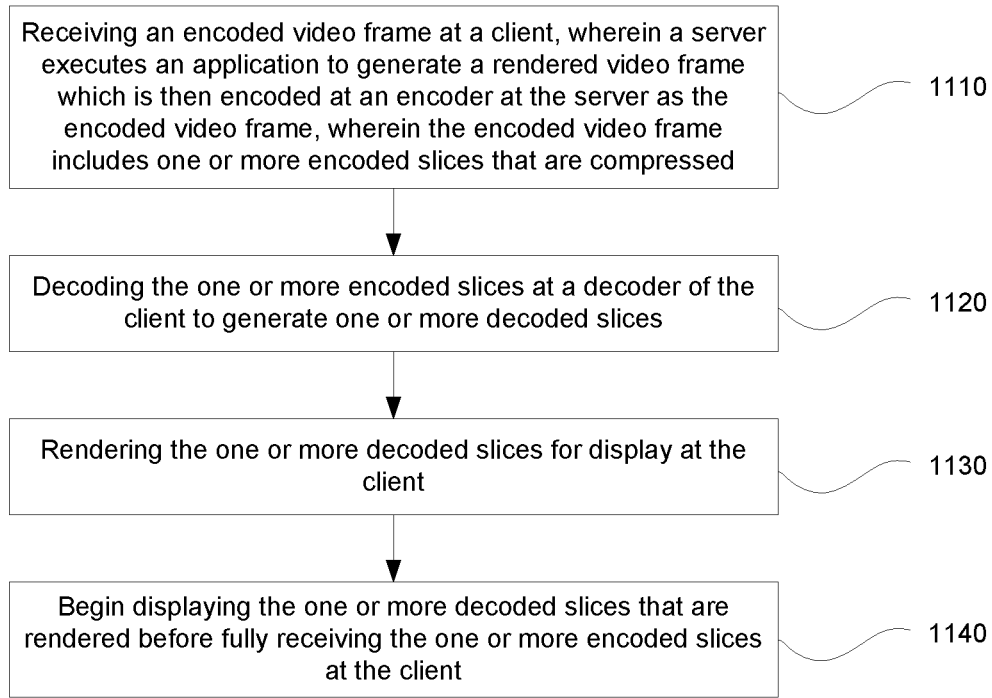 Receiving an encoded video frame at a client, wherein a server
executes an application to generate a rendered video frame
which is then encoded at an encoder at the server as the
encoded video frame, wherein the encoded video frame
includes one or more encoded slices that are compressed
1110
Decoding the one or more encoded slices at a decoder of the
client to generate one or more decoded slices
1120
Rendering the one or more decoded slices for display at the
client
1130
Begin displaying the one or more decoded slices that are
rendered before fully receiving the one or more encoded slices
at the client
1140